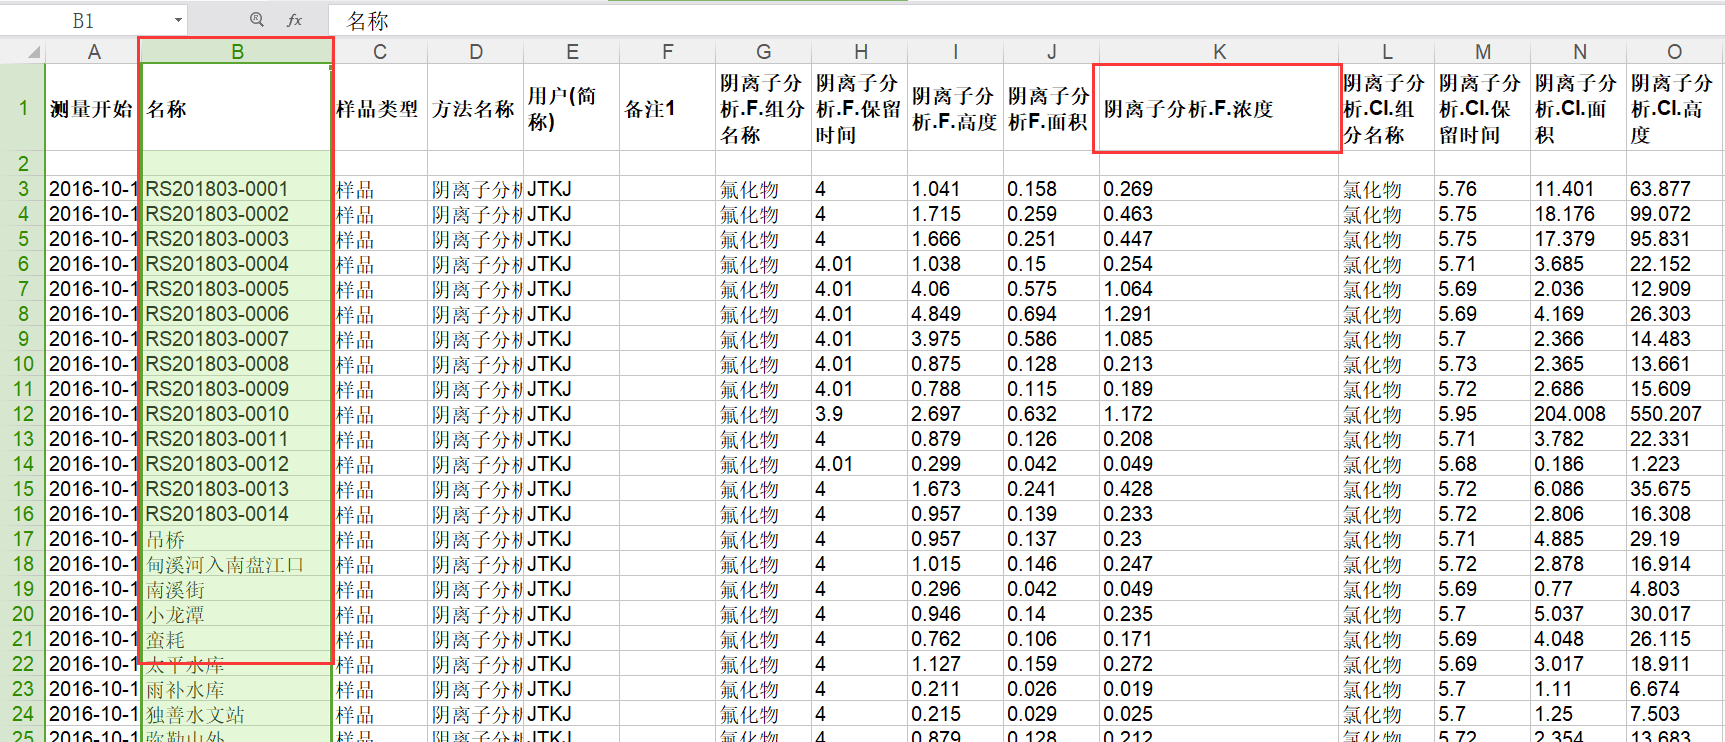 B1 fx 名称
A B C D E F G H I J K L M N O
1 测量开始 名称 样品类型 方法名称 用户(简称) 备注1 阴离子分析.F.组分名称 阴离子分析.F.保留时间 阴离子分析.F.高度 阴离子分析F.面积 阴离子分析.F.浓度 阴离子分析.Cl.组分名称 阴离子分析.Cl.保留时间 阴离子分析.Cl.面积 阴离子分析.Cl.高度
2
3 2016-10-1 RS201803-0001 样品 阴离子分析 JTKJ 氟化物 4 1.041 0.158 0.269 氯化物 5.76 11.401 63.877
4 2016-10-1 RS201803-0002 样品 阴离子分析 JTKJ 氟化物 4 1.715 0.259 0.463 氯化物 5.75 18.176 99.072
5 2016-10-1 RS201803-0003 样品 阴离子分析 JTKJ 氟化物 4 1.666 0.251 0.447 氯化物 5.75 17.379 95.831
6 2016-10-1 RS201803-0004 样品 阴离子分析 JTKJ 氟化物 4.01 1.038 0.15 0.254 氯化物 5.71 3.685 22.152
7 2016-10-1 RS201803-0005 样品 阴离子分析 JTKJ 氟化物 4.01 4.06 0.575 1.064 氯化物 5.69 2.036 12.909
8 2016-10-1 RS201803-0006 样品 阴离子分析 JTKJ 氟化物 4.01 4.849 0.694 1.291 氯化物 5.69 4.169 26.303
9 2016-10-1 RS201803-0007 样品 阴离子分析 JTKJ 氟化物 4.01 3.975 0.586 1.085 氯化物 5.7 2.366 14.483
10 2016-10-1 RS201803-0008 样品 阴离子分析 JTKJ 氟化物 4.01 0.875 0.128 0.213 氯化物 5.73 2.365 13.661
11 2016-10-1 RS201803-0009 样品 阴离子分析 JTKJ 氟化物 4.01 0.788 0.115 0.189 氯化物 5.72 2.686 15.609
12 2016-10-1 RS201803-0010 样品 阴离子分析 JTKJ 氟化物 3.9 2.697 0.632 1.172 氯化物 5.95 204.008 550.207
13 2016-10-1 RS201803-0011 样品 阴离子分析 JTKJ 氟化物 4 0.879 0.126 0.208 氯化物 5.71 3.782 22.331
14 2016-10-1 RS201803-0012 样品 阴离子分析 JTKJ 氟化物 4.01 0.299 0.042 0.049 氯化物 5.68 0.186 1.223
15 2016-10-1 RS201803-0013 样品 阴离子分析 JTKJ 氟化物 4 1.673 0.241 0.428 氯化物 5.72 6.086 35.675
16 2016-10-1 RS201803-0014 样品 阴离子分析 JTKJ 氟化物 4 0.957 0.139 0.233 氯化物 5.72 2.806 16.308
17 2016-10-1 吊桥 样品 阴离子分析 JTKJ 氟化物 4 0.957 0.137 0.23 氯化物 5.71 4.885 29.19
18 2016-10-1 甸溪河入南盘江口 样品 阴离子分析 JTKJ 氟化物 4 1.015 0.146 0.247 氯化物 5.72 2.878 16.914
19 2016-10-1 南溪街 样品 阴离子分析 JTKJ 氟化物 4 0.296 0.042 0.049 氯化物 5.69 0.77 4.803
20 2016-10-1 小龙潭 样品 阴离子分析 JTKJ 氟化物 4 0.946 0.14 0.235 氯化物 5.7 5.037 30.017
21 2016-10-1 蛮耗 样品 阴离子分析 JTKJ 氟化物 4 0.762 0.106 0.171 氯化物 5.69 4.048 26.115
22 2016-10-1 太平水库 样品 阴离子分析 JTKJ 氟化物 4 1.127 0.159 0.272 氯化物 5.69 3.017 18.911
23 2016-10-1 雨补水库 样品 阴离子分析 JTKJ 氟化物 4 0.211 0.026 0.019 氯化物 5.7 1.11 6.674
24 2016-10-1 独善水文站 样品 阴离子分析 JTKJ 氟化物 4 0.215 0.029 0.025 氯化物 5.7 1.25 7.503
25 2016-10-1 弥勒山外 样品 阴离子分析 JTKJ 氟化物 4 0.879 0.128 0.212 氯化物 5.72 2.354 13.683